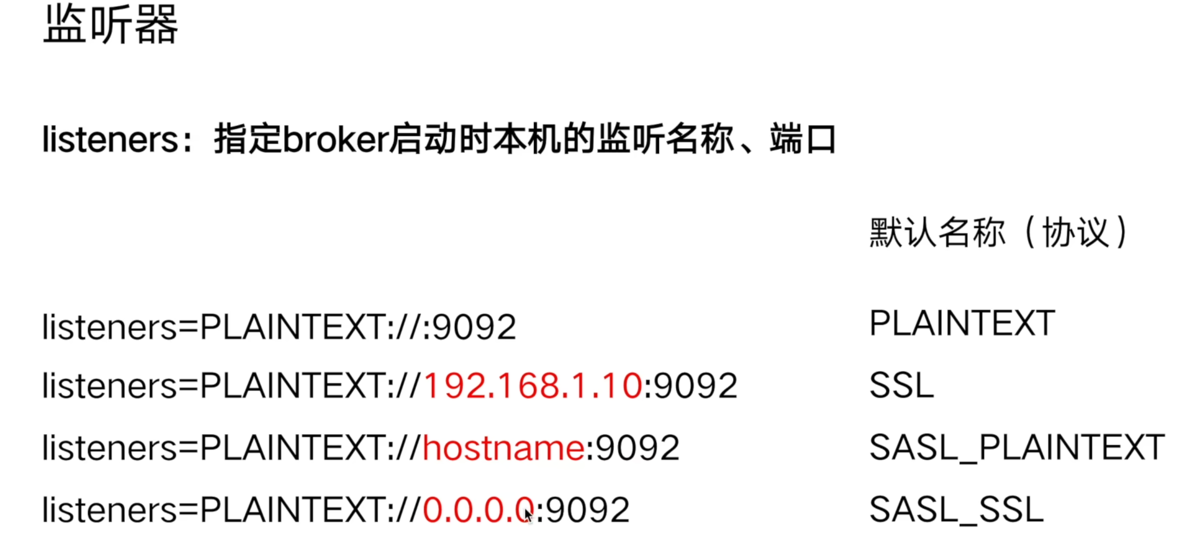 监听器
listeners：指定broker启动时本机的监听名称、端口
默认名称（协议）
listeners=PLAINTEXT://:9092
PLAINTEXT
listeners=PLAINTEXT://192.168.1.10:9092
SSL
listeners=PLAINTEXT://hostname:9092
SASL_PLAINTEXT
listeners=PLAINTEXT://0.0.0.0:9092
SASL_SSL